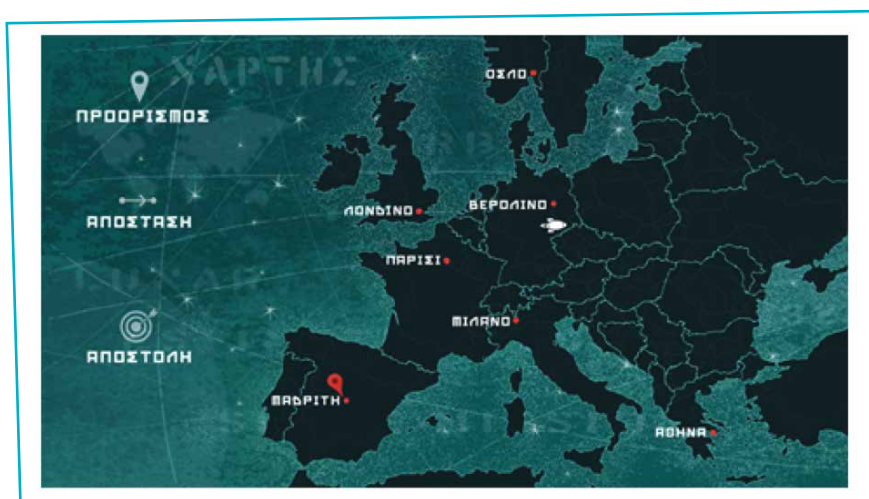 ΧΑΡΤΗΣ
ΠΡΟΟΡΙΣΜΟΣ
ΑΠΟΣΤΑΣΗ
ΑΠΟΣΤΟΛΗ
ΟΣΛΟ
ΛΟΝΔΙΝΟ
ΒΕΡΟΛΙΝΟ
ΠΑΡΙΣΙ
ΜΙΛΑΝΟ
ΜΑΔΡΙΤΗ
ΑΘΗΝΑ